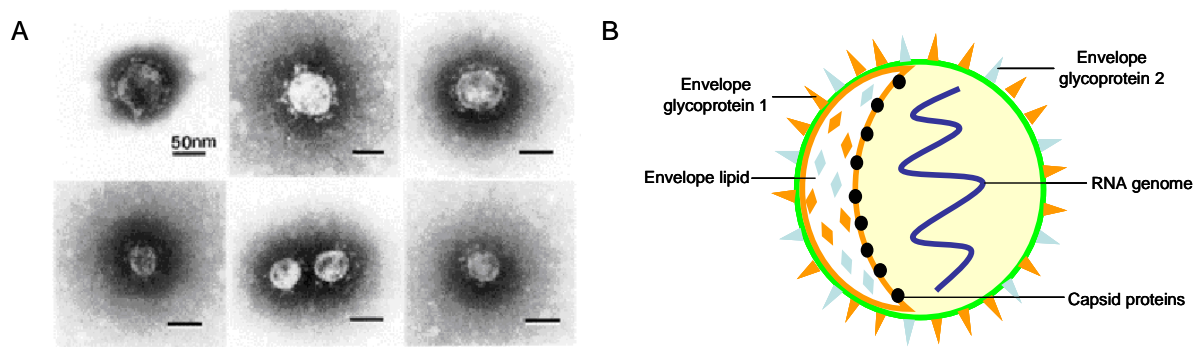 A
50nm
B
Envelope
glycoprotein 1
Envelope
glycoprotein 2
Envelope lipid
RNA genome
Capsid proteins